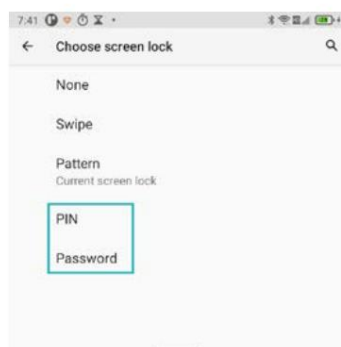 7:41
Choose screen lock
None
Swipe
Pattern
Current screen lock
PIN
Password